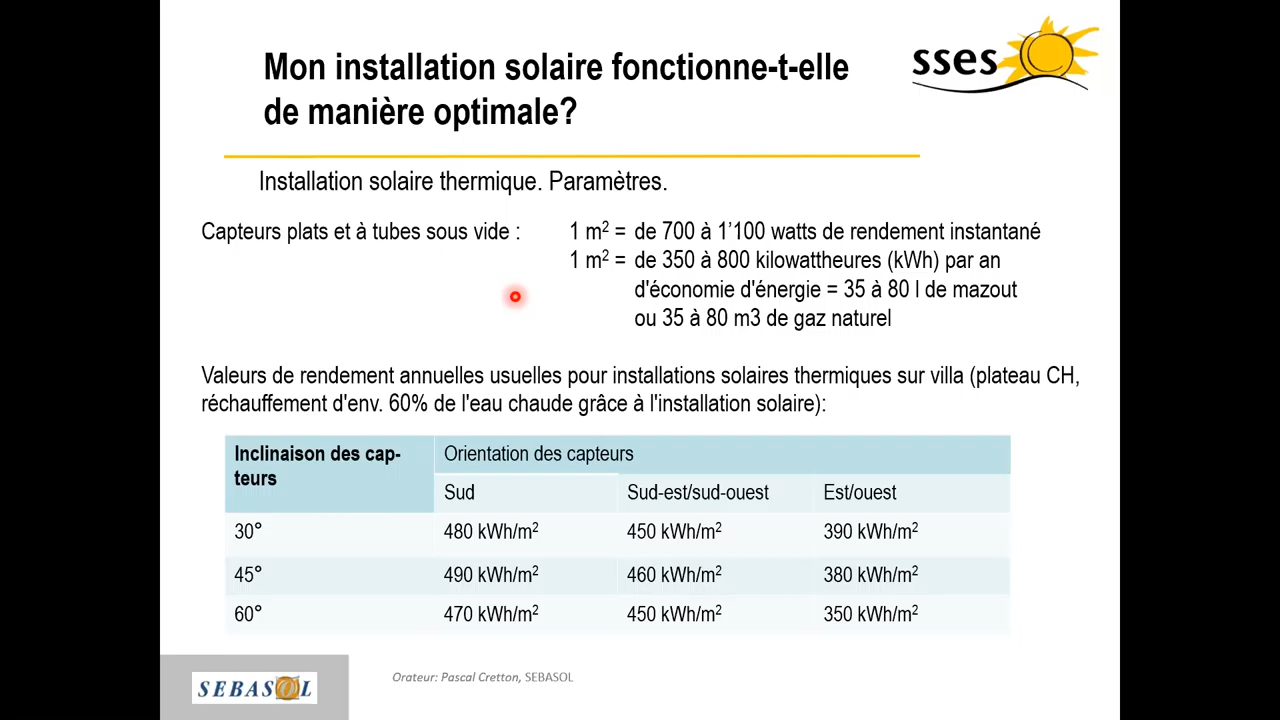 Mon installation solaire fonctionne-t-elle
de manière optimale?
sses
Installation solaire thermique. Paramètres.
Capteurs plats et à tubes sous vide : 1 m² = de 700 à 1’100 watts de rendement instantané
1 m² = de 350 à 800 kilowattheures (kWh) par an
d'économie d'énergie = 35 à 80 l de mazout
ou 35 à 80 m3 de gaz naturel
Valeurs de rendement annuelles usuelles pour installations solaires thermiques sur villa (plateau CH,
réchauffement d'env. 60% de l'eau chaude grâce à l'installation solaire):
Inclinaison des cap- Orientation des capteurs
teurs
Sud Sud-est/sud-ouest Est/ouest
30° 480 kWh/m² 450 kWh/m² 390 kWh/m²
45° 490 kWh/m² 460 kWh/m² 380 kWh/m²
60° 470 kWh/m² 450 kWh/m² 350 kWh/m²
SEBASOL
Orateur: Pascal Cretton, SEBASOL